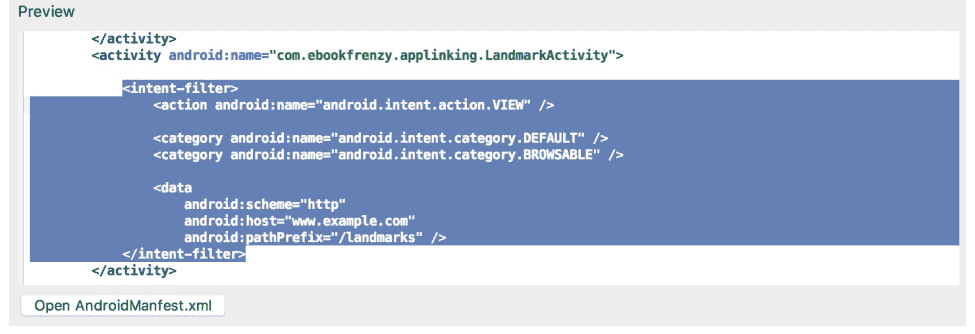 Preview
</activity>
<activity android:name="com.ebookfrenzy.applinking.LandmarkActivity">
<intent-filter>
<action android:name="android.intent.action.VIEW" />
<category android:name="android.intent.category.DEFAULT" />
<category android:name="android.intent.category.BROWSABLE" />
<data
android:scheme="http"
android:host="www.example.com"
android:pathPrefix="/landmarks" />
</intent-filter>
</activity>
Open AndroidManfest.xml